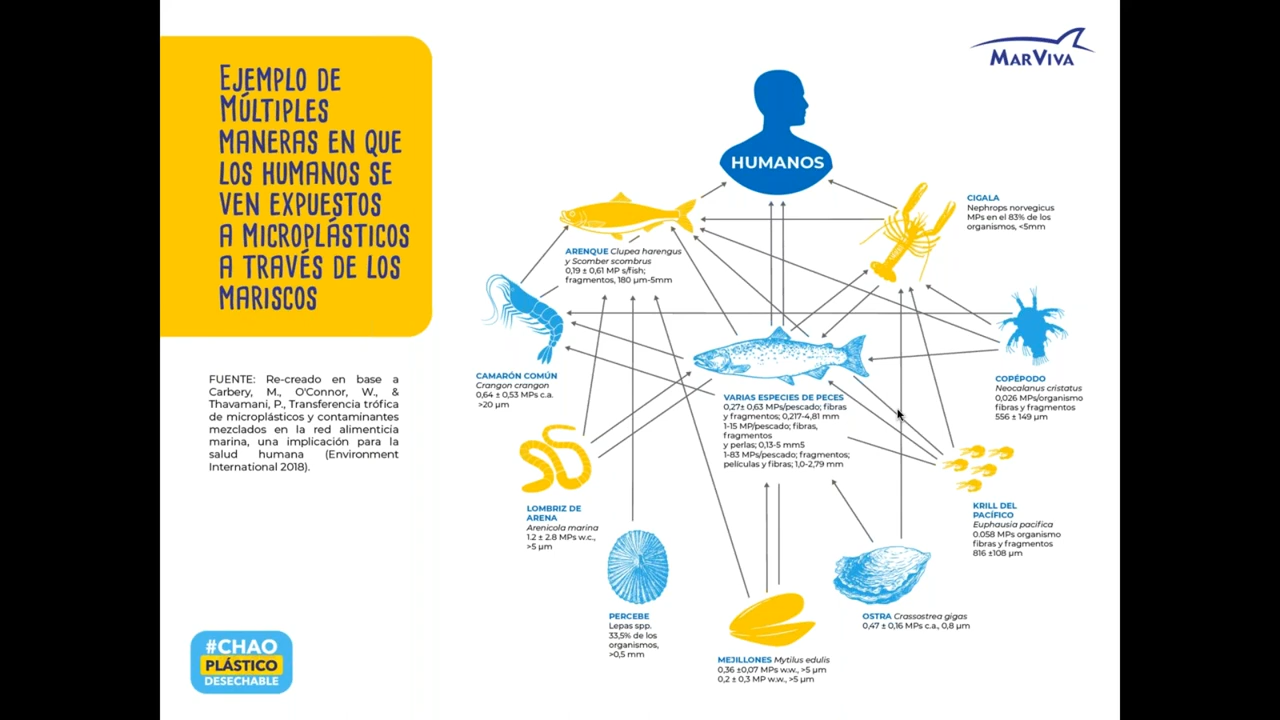 EJEMPLO DE
MÚLTIPLES
MANERAS EN QUE
LOS HUMANOS SE
VEN EXPUESTOS
A MICROPLÁSTICOS
A TRAVÉS DE LOS
MARISCOS
FUENTE: Re-creado en base a
Carbery, M., O'Connor, W., &
Thavamani, P., Transferencia trófica
de microplásticos y contaminantes
mezclados en la red alimenticia
marina, una implicación para la
salud humana (Environment
International 2018).
#CHAO
PLÁSTICO
DESECHABLE
MARVIVA
HUMANOS
CIGALA
Nephrops norvegicus
MPs en el 83% de los
organismos, <5mm
ARENQUE Clupea harengus
y Scomber scombrus
0,19 ± 0,61 MP s/fish;
fragmentos, 180 µm-5mm
CAMARÓN COMÚN
Crangon crangon
0,64 ± 0,53 MPs c.a.
>20 µm
COPÉPODO
Neocalanus cristatus
0,026 MPs/organismo
fibras y fragmentos
556 ± 149 µm
VARIAS ESPECIES DE PECES
0,27± 0,63 MPs/pescado; fibras
y fragmentos; 0,217-4,81 mm
1-15 MP/pescado; fibras,
fragmentos
y perlas; 0,13-5 mm5
1-83 MPs/pescado; fragmentos;
películas y fibras; 1,0-2,79 mm
LOMBRIZ DE
ARENA
Arenicola marina
1.2 ± 2.8 MPs w.c.,
>5 µm
KRILL DEL
PACÍFICO
Euphausia pacifica
0.058 MPs organismo
fibras y fragmentos
816 ±108 µm
PERCEBE
Lepas spp.
33,5% de los
organismos,
>0,5 mm
OSTRA Crassostrea gigas
0,47 ± 0,16 MPs c.a., 0,8 µm
MEJILLONES Mytilus edulis
0,36 ±0,07 MPs w.w., >5 µm
0,2 ± 0,3 MP w.w., >5 µm